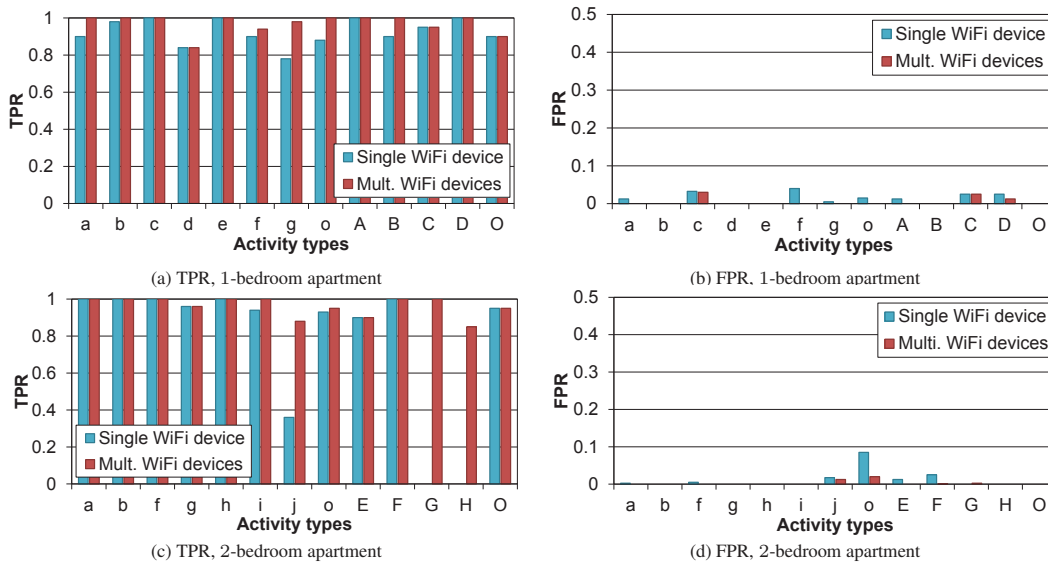 1
0.8
0.6
0.4
0.2
0
TPR
Single WiFi device
Mult. WiFi devices
a b c d e f g o A B C D O
Activity types
(a) TPR, 1-bedroom apartment
0.5
0.4
0.3
0.2
0.1
0
FPR
Single WiFi device
Mult. WiFi devices
a b c d e f g o A B C D O
Activity types
(b) FPR, 1-bedroom apartment
1
0.8
0.6
0.4
0.2
0
TPR
Single WiFi device
Mult. WiFi devices
a b f g h i j o E F G H O
Activity types
(c) TPR, 2-bedroom apartment
0.5
0.4
0.3
0.2
0.1
0
FPR
Single WiFi device
Multi. WiFi devices
a b f g h i j o E F G H O
Activity types
(d) FPR, 2-bedroom apartment